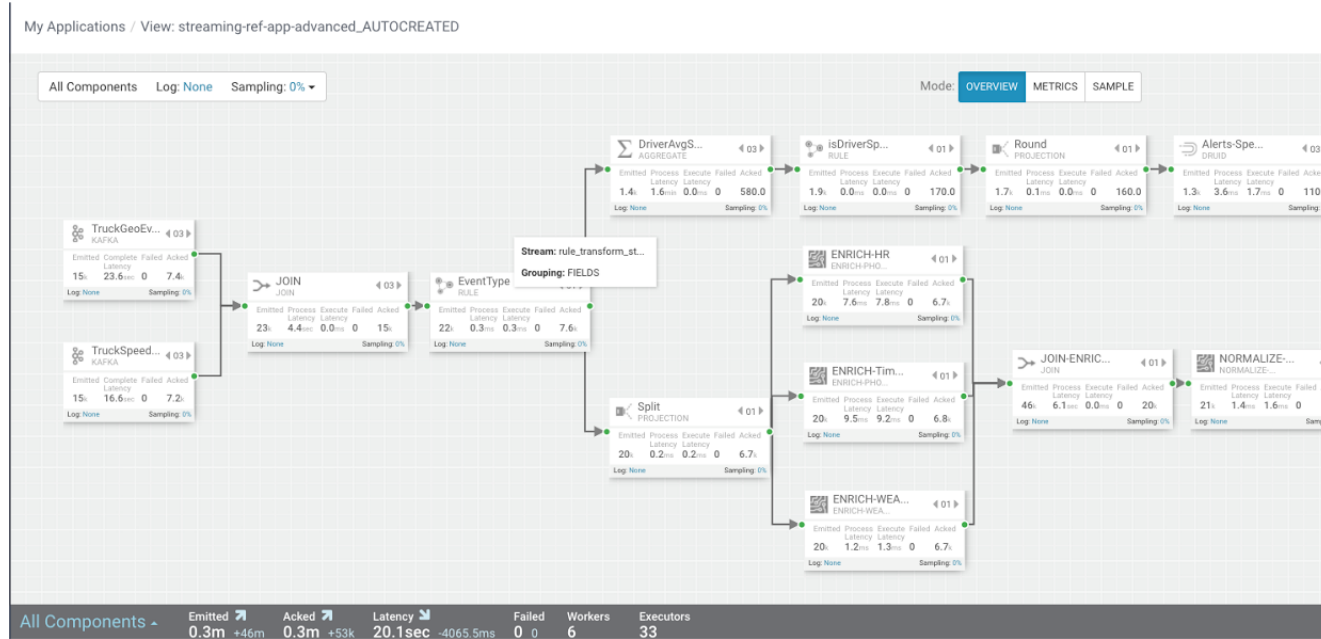 My Applications / View: streaming-ref-app-advanced_AUTOCREATED
All Components Log: None Sampling: 0%
Mode: OVERVIEW METRICS SAMPLE
TruckGeoEv... 03
KAFKA
Emitted Complete Latency Failed Acked
15k 23.6sec 0 7.4k
Log: None Sampling: 0%
TruckSpeed... 03
KAFKA
Emitted Complete Latency Failed Acked
15k 16.6sec 0 7.2k
Log: None Sampling: 0%
JOIN 03
JOIN
Emitted Process Latency Execute Latency Failed Acked
23k 4.4sec 0.0ms 0 15k
Log: None Sampling: 0%
EventType
RULE
Emitted Process Latency Execute Latency Failed Acked
22k 0.3ms 0.3ms 0 7.6k
Log: None Sampling: 0%
Stream: rule_transform_st...
Grouping: FIELDS
DriverAvgS... 03
AGGREGATE
Emitted Process Latency Execute Latency Failed Acked
1.4k 1.6min 0.0ms 0 580.0
Log: None Sampling: 0%
isDriverSp... 01
RULE
Emitted Process Latency Execute Latency Failed Acked
1.9k 0.0ms 0.0ms 0 170.0
Log: None Sampling: 0%
Round 01
PROJECTION
Emitted Process Latency Execute Latency Failed Acked
1.7k 0.1ms 0.0ms 0 160.0
Log: None Sampling: 0%
Alerts-Spe... 03
DRUID
Emitted Process Latency Execute Latency Failed Acked
1.3k 3.6ms 1.7ms 0 110
Log: None Sampling:
Split 01
PROJECTION
Emitted Process Latency Execute Latency Failed Acked
20k 0.2ms 0.2ms 0 6.7k
Log: None Sampling: 0%
ENRICH-HR 01
ENRICH-PHO...
Emitted Process Latency Execute Latency Failed Acked
20k 7.6ms 7.8ms 0 6.7k
Log: None Sampling: 0%
ENRICH-Tim... 01
ENRICH-PHO...
Emitted Process Latency Execute Latency Failed Acked
20k 9.5ms 9.2ms 0 6.8k
Log: None Sampling: 0%
ENRICH-WEA... 01
ENRICH-WEA...
Emitted Process Latency Execute Latency Failed Acked
20k 1.2ms 1.3ms 0 6.7k
Log: None Sampling: 0%
JOIN-ENRIC... 01
JOIN
Emitted Process Latency Execute Latency Failed Acked
46k 6.1sec 0.0ms 0 20k
Log: None Sampling: 0%
NORMALIZE-...
NORMALIZE-...
Emitted Process Latency Execute Latency Failed
21k 1.4ms 1.6ms 0
Log: None
All Components
Emitted Acked Latency Failed Workers Executors
0.3m +46m 0.3m +53k 20.1sec -4065.5ms 0 0 6 33